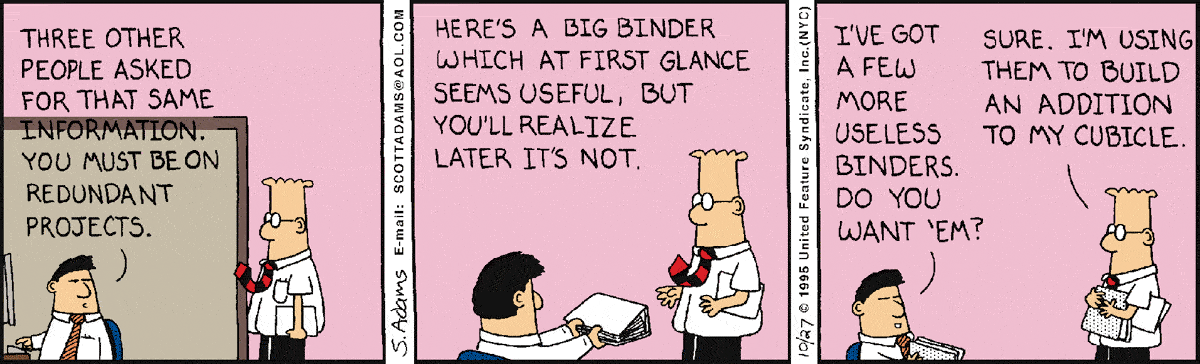 THREE OTHER
PEOPLE ASKED
FOR THAT SAME
INFORMATION.
YOU MUST BE ON
REDUNDANT
PROJECTS.
S. Adams E-mail: SCOTTADAMS@AOL.COM
HERE'S A BIG BINDER
WHICH AT FIRST GLANCE
SEEMS USEFUL, BUT
YOU'LL REALIZE
LATER IT'S NOT.
10/27 © 1995 United Feature Syndicate, Inc.(NYC)
I'VE GOT
A FEW
MORE
USELESS
BINDERS.
DO YOU
WANT 'EM?
SURE. I'M USING
THEM TO BUILD
AN ADDITION
TO MY CUBICLE.